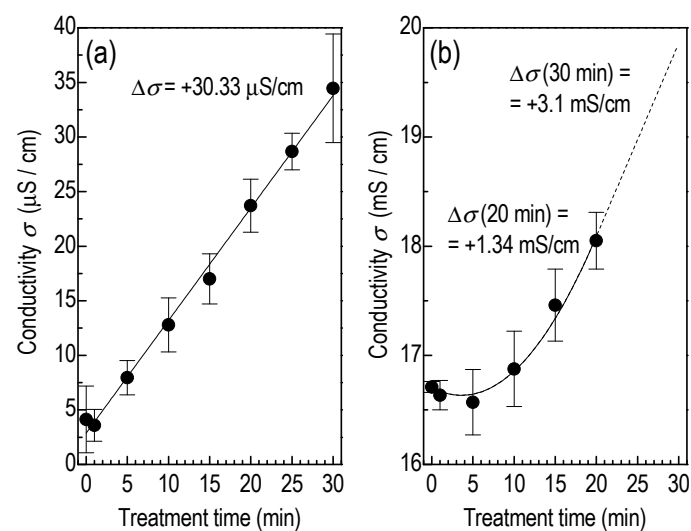 (a)
Δσ = +30.33 μS/cm
Conductivity σ (μS / cm)
40
35
30
25
20
15
10
5
0
0 5 10 15 20 25 30
Treatment time (min)
(b)
Δσ(30 min) =
= +3.1 mS/cm
Δσ(20 min) =
= +1.34 mS/cm
Conductivity σ (mS / cm)
20
19
18
17
16
0 5 10 15 20 25 30
Treatment time (min)